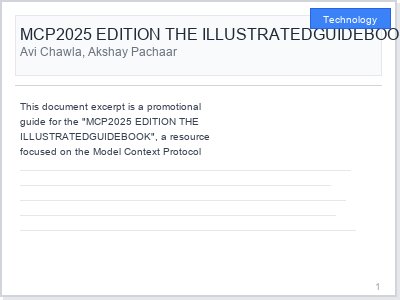 Technology
MCP2025 EDITION THE ILLUSTRATEDGUIDEBOO
Avi Chawla, Akshay Pachaar
This document excerpt is a promotional
guide for the "MCP2025 EDITION THE
ILLUSTRATEDGUIDEBOOK", a resource
focused on the Model Context Protocol
1